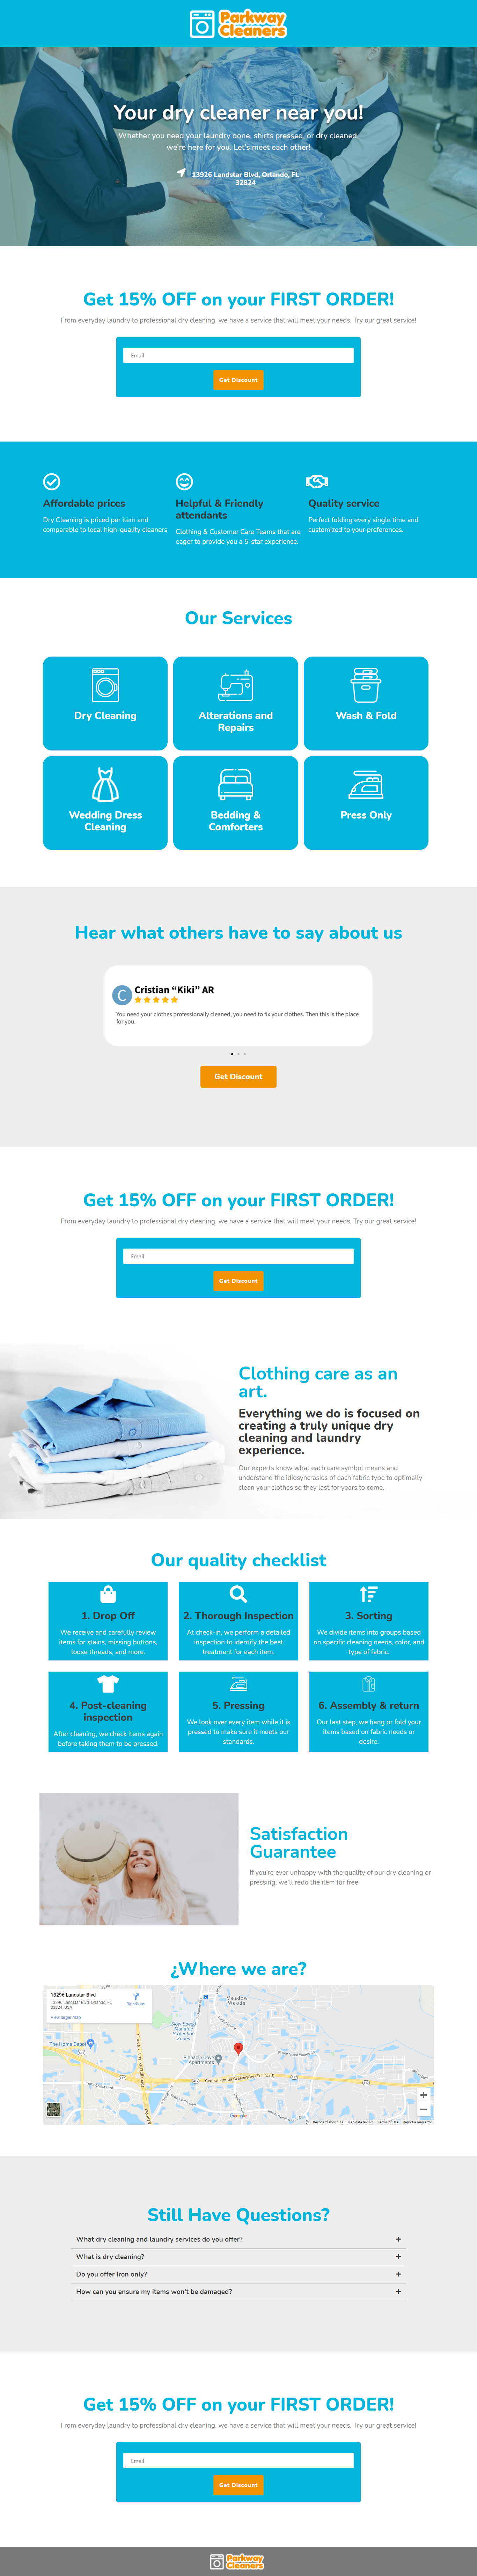 Parkway
Cleaners
Your dry cleaner near you!
Whether you need your laundry done, shirts pressed, or dry cleaned,
we're here for you. Let's meet each other!
13926 Landstar Blvd, Orlando, FL
32824
Get 15% OFF on your FIRST ORDER!
From everyday laundry to professional dry cleaning, we have a service that will meet your needs. Try our great service!
Email
Get Discount
Affordable prices
Dry Cleaning is priced per item and
comparable to local high-quality cleaners
Helpful & Friendly
attendants
Clothing & Customer Care Teams that are
eager to provide you a 5-star experience.
Quality service
Perfect folding every single time and
customized to your preferences.
Our Services
Dry Cleaning
Alterations and
Repairs
Wash & Fold
Wedding Dress
Cleaning
Bedding &
Comforters
Press Only
Hear what others have to say about us
C
Cristian “Kiki” AR
You need your clothes professionally cleaned, you need to fix your clothes. Then this is the place
for you.
Get Discount
Get 15% OFF on your FIRST ORDER!
From everyday laundry to professional dry cleaning, we have a service that will meet your needs. Try our great service!
Email
Get Discount
Clothing care as an
art.
Everything we do is focused on
creating a truly unique dry
cleaning and laundry
experience.
Our experts know what each care symbol means and
understand the idiosyncrasies of each fabric type to optimally
clean your clothes so they last for years to come.
Our quality checklist
1. Drop Off
We receive and carefully review
items for stains, missing buttons,
loose threads, and more.
2. Thorough Inspection
At check-in, we perform a detailed
inspection to identify the best
treatment for each item.
3. Sorting
We divide items into groups based
on specific cleaning needs, color, and
type of fabric.
4. Post-cleaning
inspection
After cleaning, we check items again
before taking them to be pressed.
5. Pressing
We look over every item while it is
pressed to make sure it meets our
standards.
6. Assembly & return
Our last step, we hang or fold your
items based on fabric needs or
desire.
Satisfaction
Guarantee
If you're ever unhappy with the quality of our dry cleaning or
pressing, we'll redo the item for free.
¿Where we are?
13296 Landstar Blvd
13296 Landstar Blvd, Orlando, FL
32824, USA
Directions
View larger map
Meadow
Woods
Slow Speed
Manatee
Protection
Zones
The Home Depot
Pinnacle Cove
Apartments
Central Florida Greeneway (Toll road)
Google
Keyboard shortcuts
Map data ©2021
Terms of Use
Report a map error
Still Have Questions?
What dry cleaning and laundry services do you offer?
What is dry cleaning?
Do you offer Iron only?
How can you ensure my items won't be damaged?
Get 15% OFF on your FIRST ORDER!
From everyday laundry to professional dry cleaning, we have a service that will meet your needs. Try our great service!
Email
Get Discount
Parkway
Cleaners